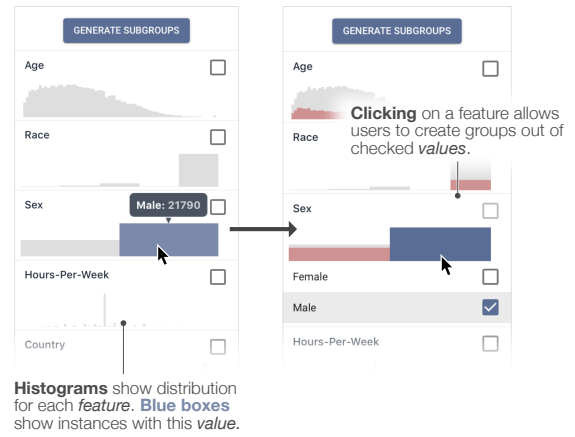 GENERATE SUBGROUPS
Age
Race
Sex
Male: 21790
Hours-Per-Week
Country
Histograms show distribution
for each feature. Blue boxes
show instances with this value.
GENERATE SUBGROUPS
Age
Clicking on a feature allows
users to create groups out of
checked values.
Race
Sex
Female
Male
Hours-Per-Week